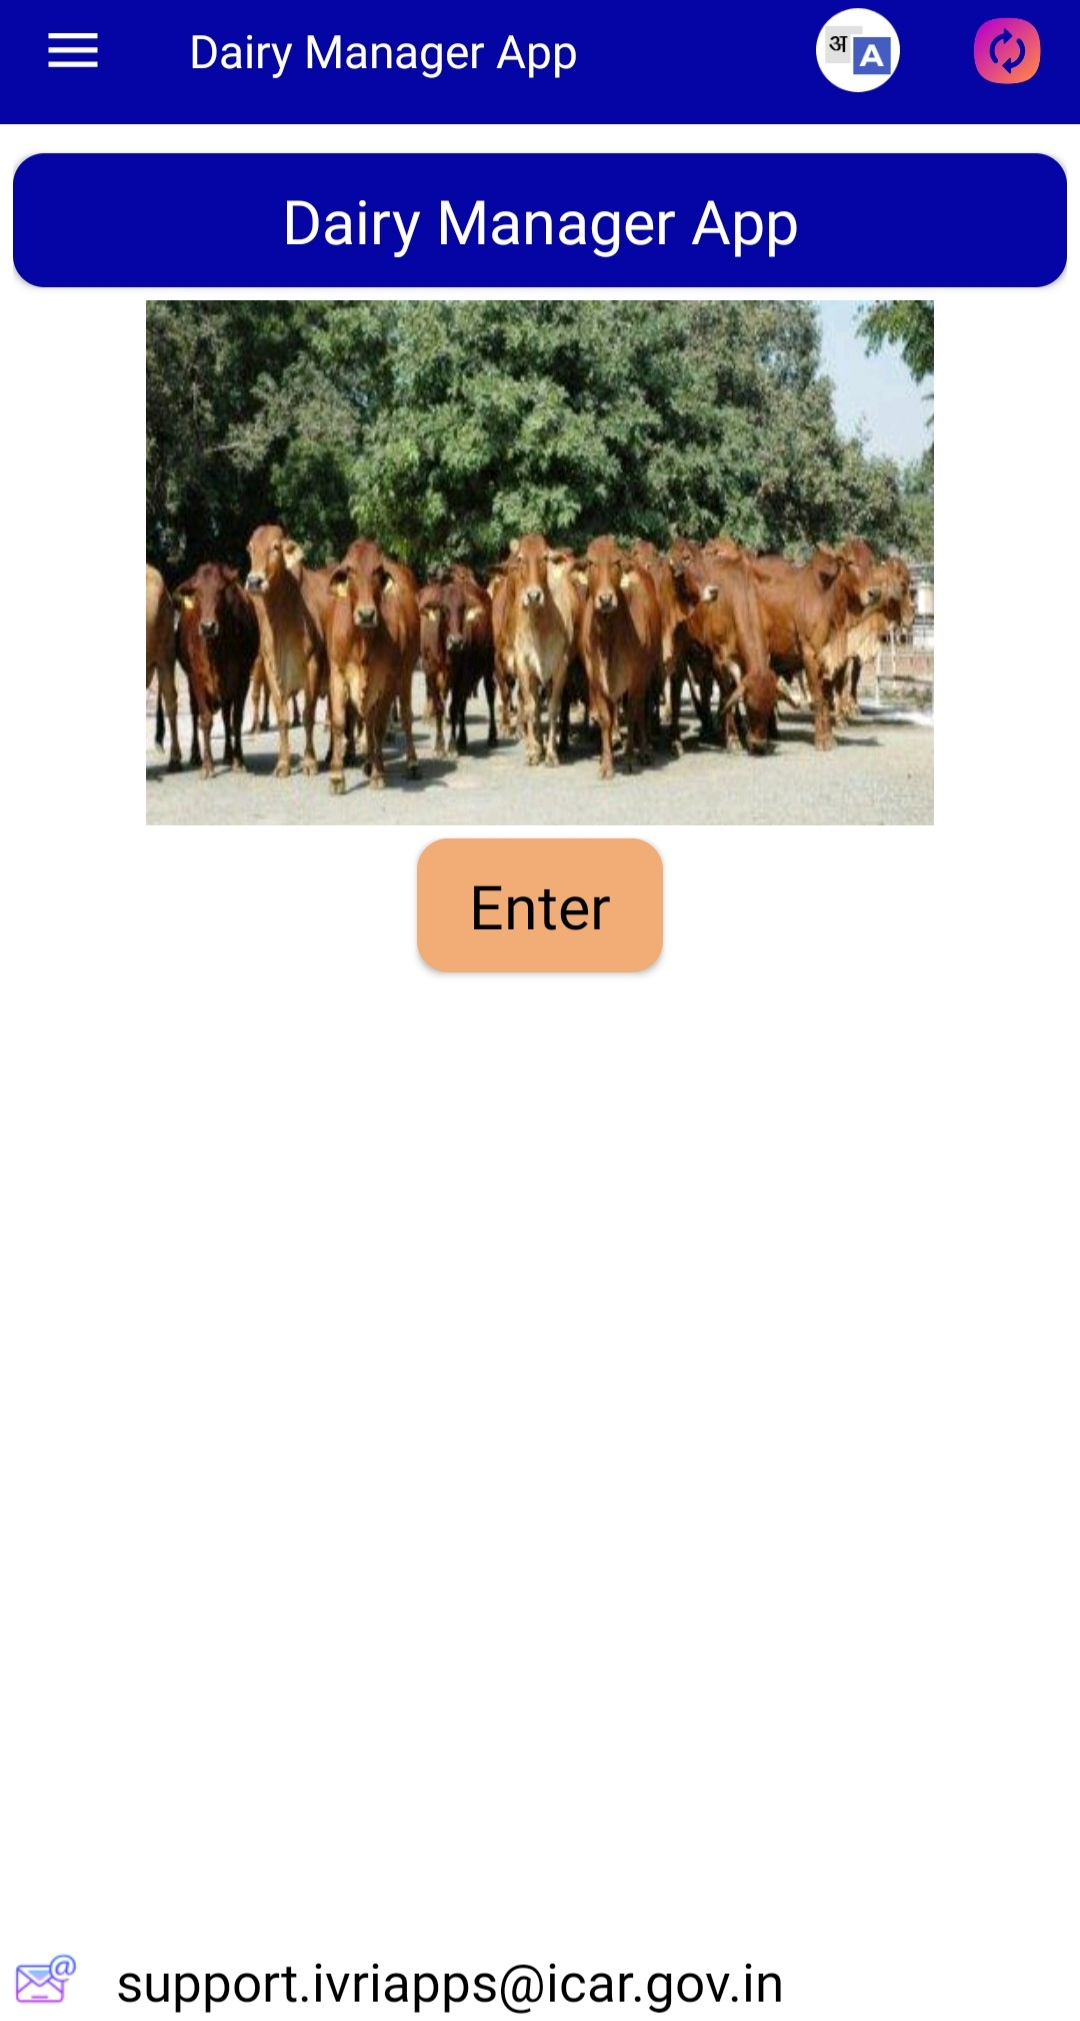 Dairy Manager App
अ A
Dairy Manager App
Enter
support.ivriapps@icar.gov.in